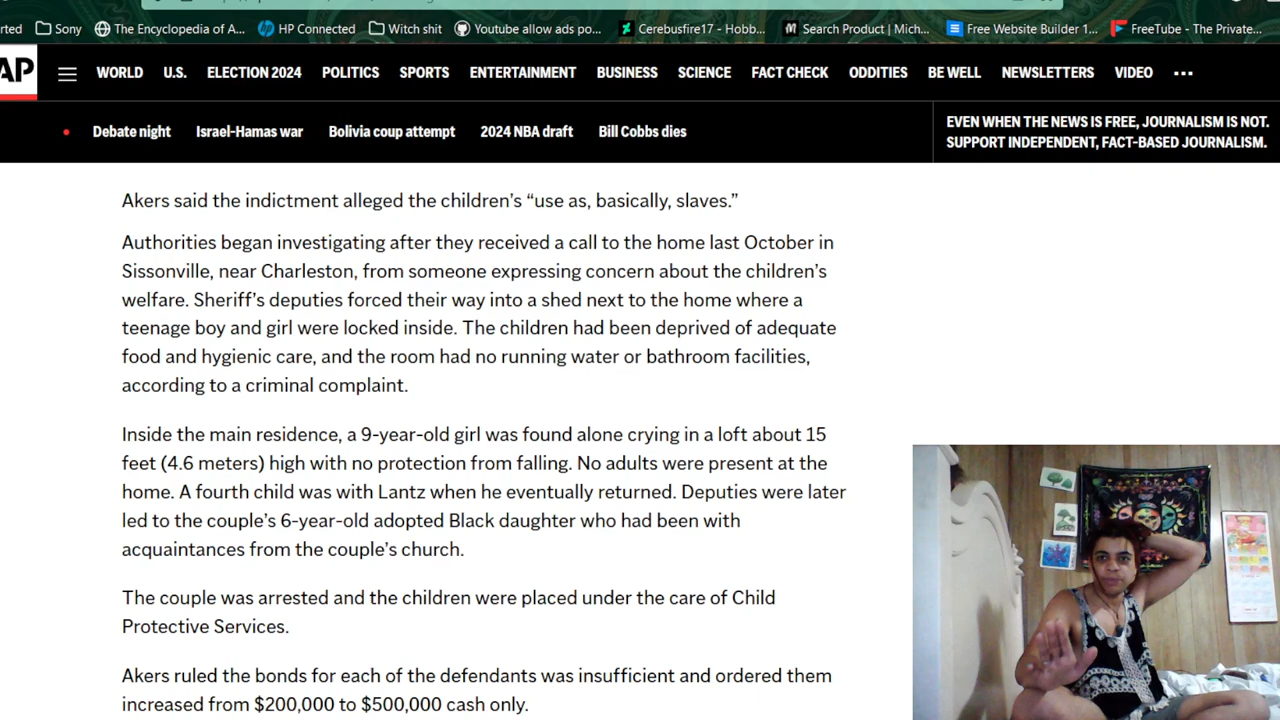 rted
Sony
The Encyclopedia of A...
HP Connected
Witch shit
Youtube allow ads po...
Cerebusfire17 - Hobb...
Search Product | Mich...
Free Website Builder 1...
FreeTube - The Private...
AP
WORLD
U.S.
ELECTION 2024
POLITICS
SPORTS
ENTERTAINMENT
BUSINESS
SCIENCE
FACT CHECK
ODDITIES
BE WELL
NEWSLETTERS
VIDEO
...
Debate night
Israel-Hamas war
Bolivia coup attempt
2024 NBA draft
Bill Cobbs dies
EVEN WHEN THE NEWS IS FREE, JOURNALISM IS NOT.
SUPPORT INDEPENDENT, FACT-BASED JOURNALISM.
Akers said the indictment alleged the children’s “use as, basically, slaves.”
Authorities began investigating after they received a call to the home last October in
Sissonville, near Charleston, from someone expressing concern about the children’s
welfare. Sheriff’s deputies forced their way into a shed next to the home where a
teenage boy and girl were locked inside. The children had been deprived of adequate
food and hygienic care, and the room had no running water or bathroom facilities,
according to a criminal complaint.
Inside the main residence, a 9-year-old girl was found alone crying in a loft about 15
feet (4.6 meters) high with no protection from falling. No adults were present at the
home. A fourth child was with Lantz when he eventually returned. Deputies were later
led to the couple’s 6-year-old adopted Black daughter who had been with
acquaintances from the couple’s church.
The couple was arrested and the children were placed under the care of Child
Protective Services.
Akers ruled the bonds for each of the defendants was insufficient and ordered them
increased from $200,000 to $500,000 cash only.